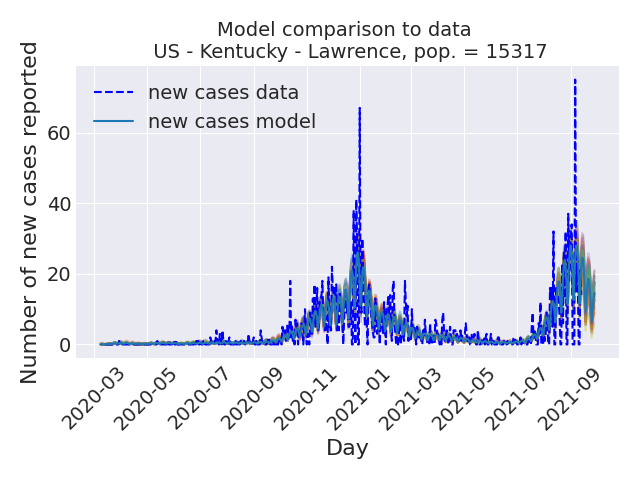 Model comparison to data
US - Kentucky - Lawrence, pop. = 15317
Number of new cases reported
new cases data
new cases model
60
40
20
0
2020-03
2020-05
2020-07
2020-09
2020-11
2021-01
2021-03
2021-05
2021-07
2021-09
Day